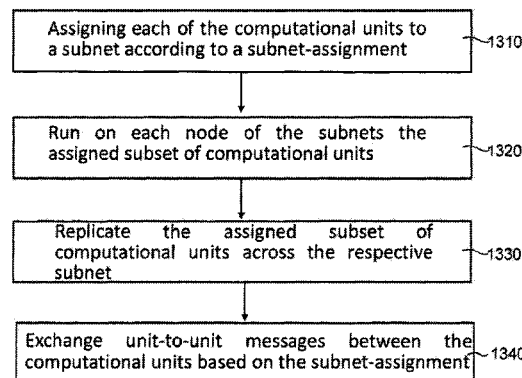 Assigning each of the computational units to
a subnet according to a subnet-assignment
1310
Run on each node of the subnets the
assigned subset of computational units
1320
Replicate the assigned subset of
computational units across the respective
subnet
1330
Exchange unit-to-unit messages between the
computational units based on the subnet-assignment
1340